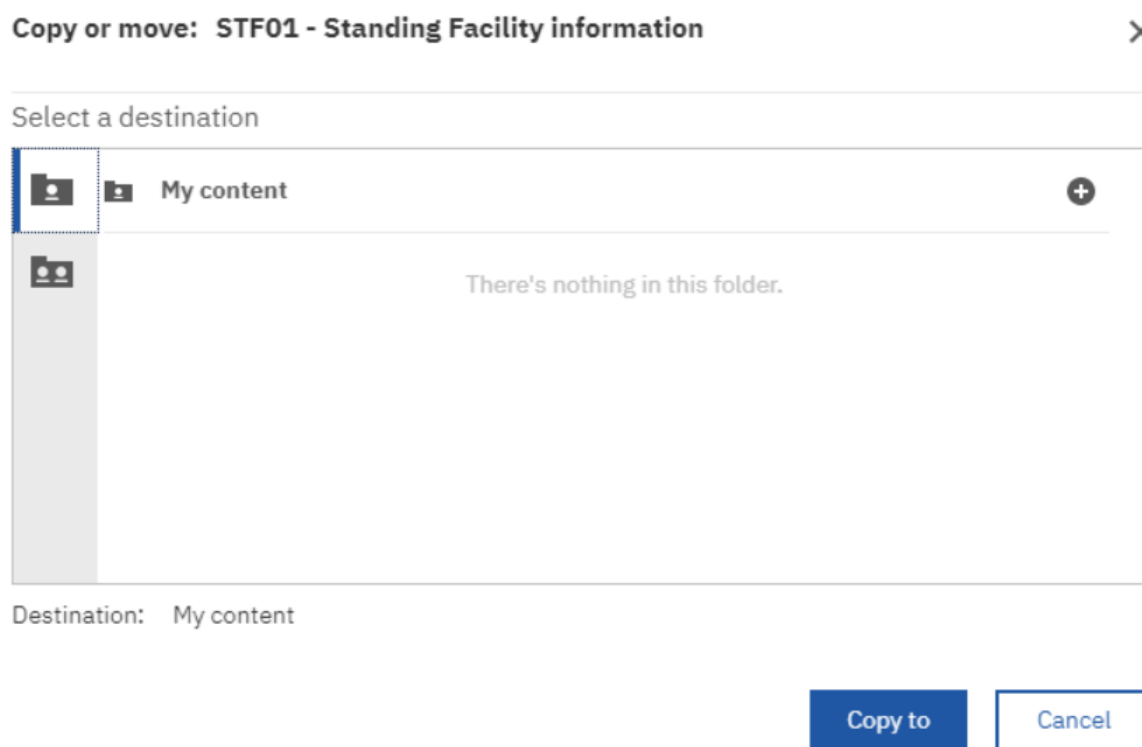 Copy or move: STF01 - Standing Facility information
Select a destination
My content
There's nothing in this folder.
Destination: My content
Copy to
Cancel